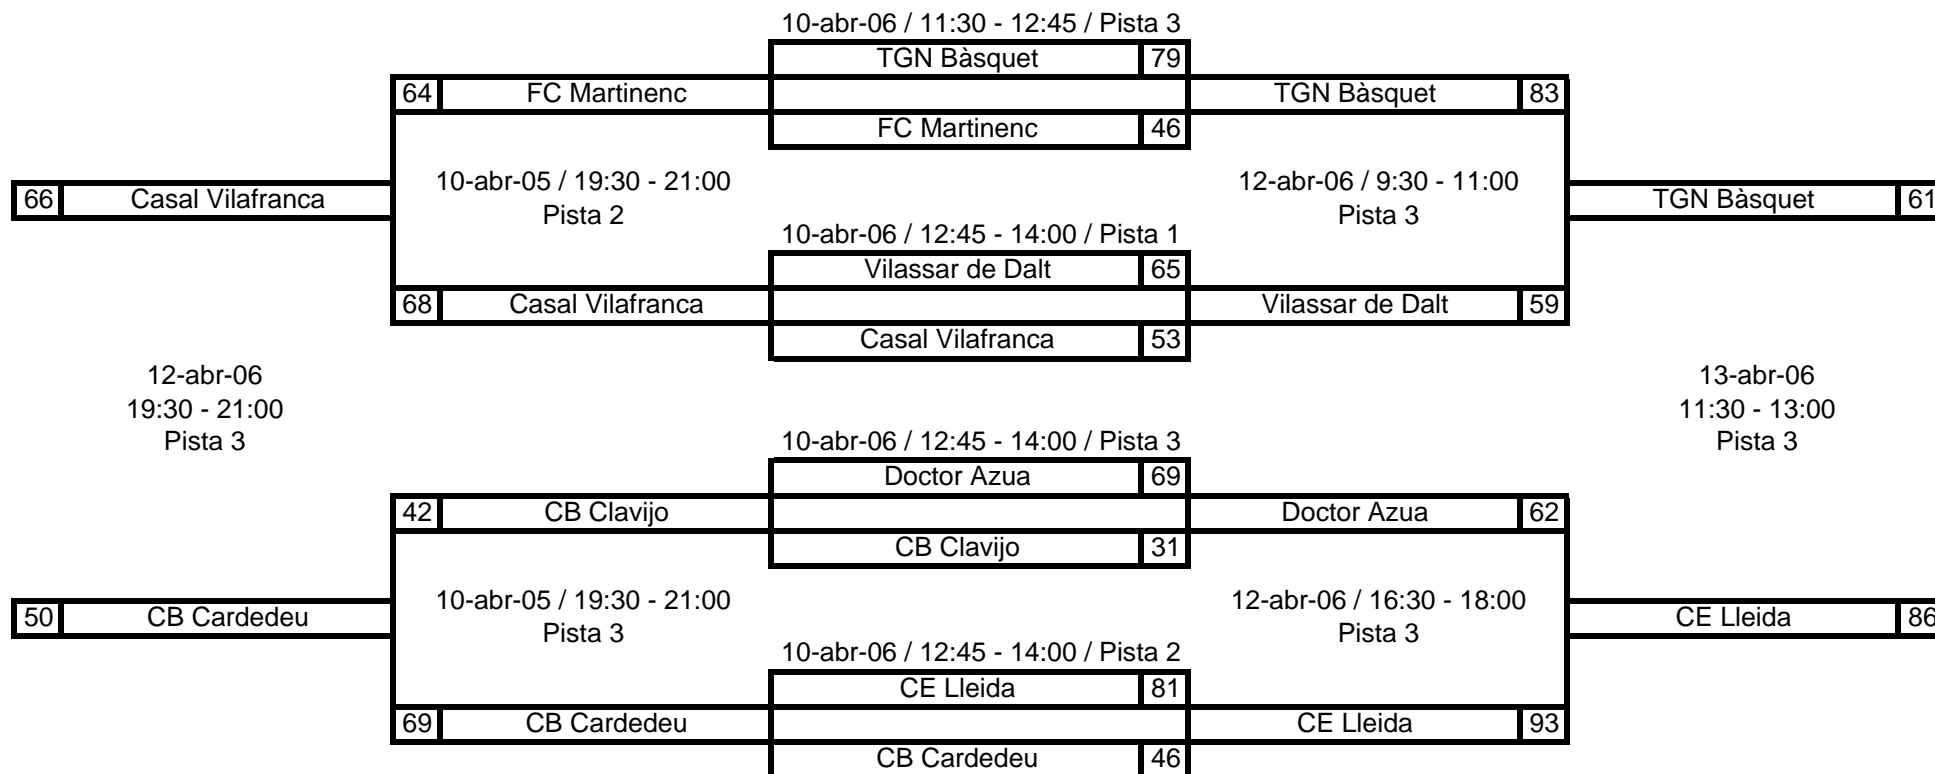 10-abr-06 / 11:30 - 12:45 / Pista 3
TGN Bàsquet 79
64 FC Martinenc TGN Bàsquet 83
FC Martinenc 46
10-abr-05 / 19:30 - 21:00 12-abr-06 / 9:30 - 11:00
66 Casal Vilafranca TGN Bàsquet 61
Pista 2 Pista 3
10-abr-06 / 12:45 - 14:00 / Pista 1
Vilassar de Dalt 65
68 Casal Vilafranca Vilassar de Dalt 59
Casal Vilafranca 53
12-abr-06 13-abr-06
19:30 - 21:00 11:30 - 13:00
Pista 3 Pista 3
10-abr-06 / 12:45 - 14:00 / Pista 3
Doctor Azua 69
42 CB Clavijo Doctor Azua 62
CB Clavijo 31
10-abr-05 / 19:30 - 21:00 12-abr-06 / 16:30 - 18:00
50 CB Cardedeu CE Lleida 86
Pista 3 Pista 3
10-abr-06 / 12:45 - 14:00 / Pista 2
CE Lleida 81
69 CB Cardedeu CE Lleida 93
CB Cardedeu 46